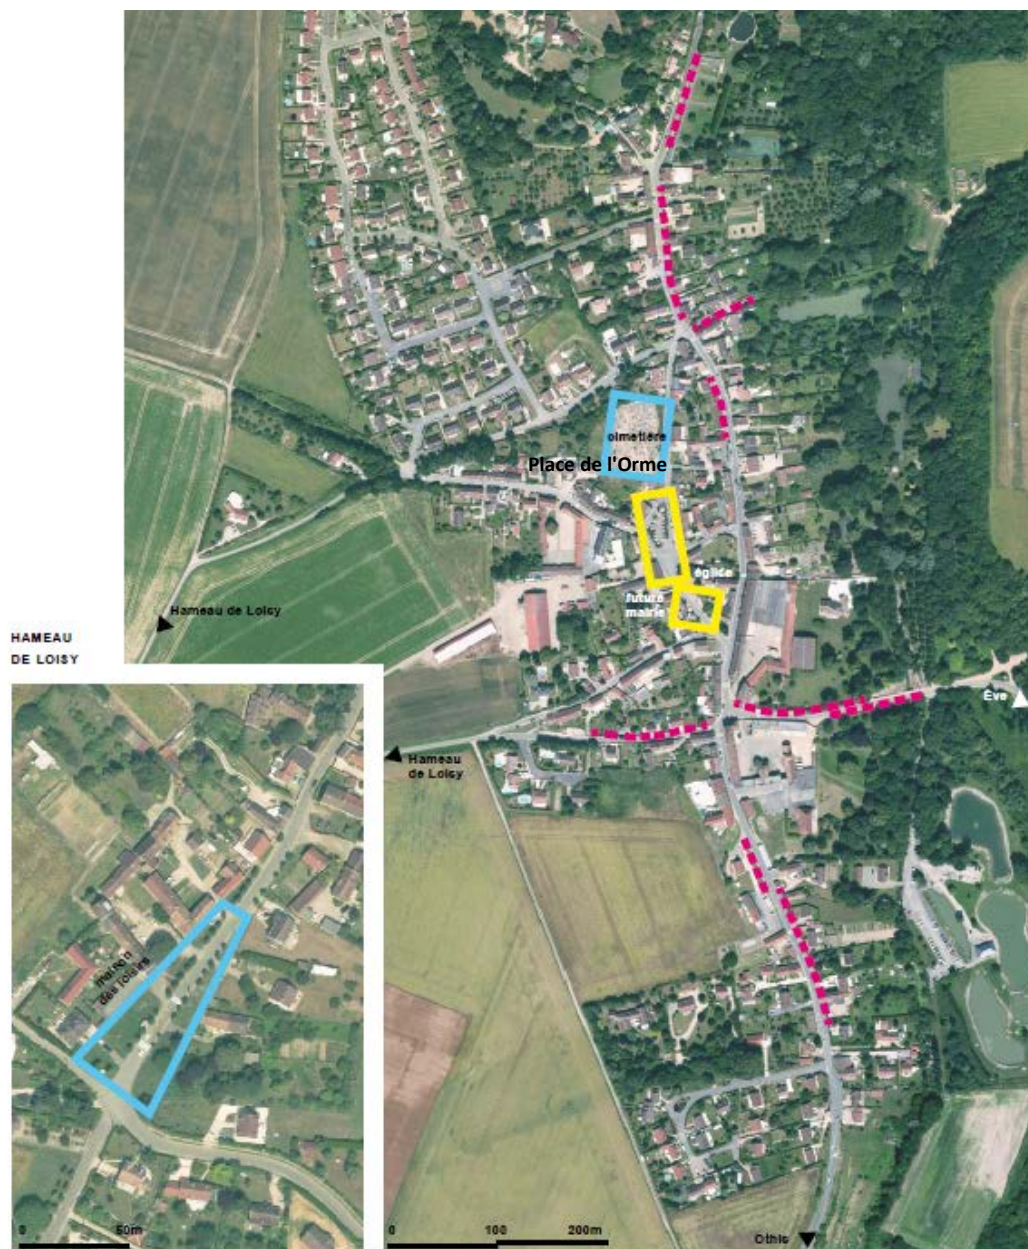 cimetière
Place de l'Orme
église
future
mairie
Hameau de Loisy
HAMEAU
DE LOISY
Ève
Hameau
de Loisy
maison
des loisirs
0 50m
0 100 200m
Othis